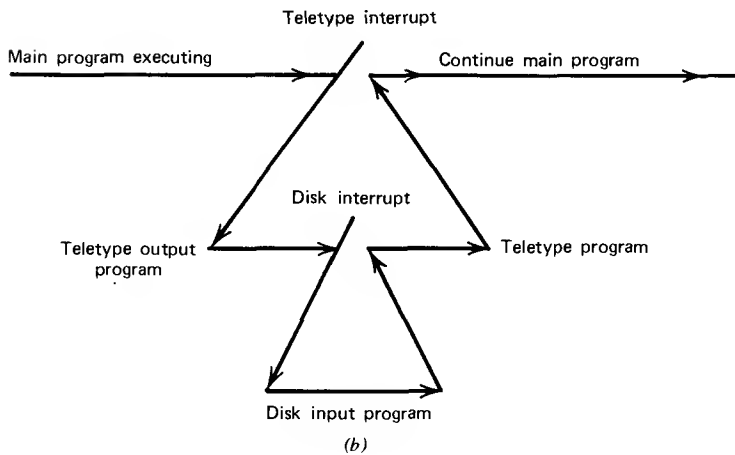 Teletype interrupt
Main program executing
Continue main program
Disk interrupt
Teletype output
program
Teletype program
Disk input program
(b)